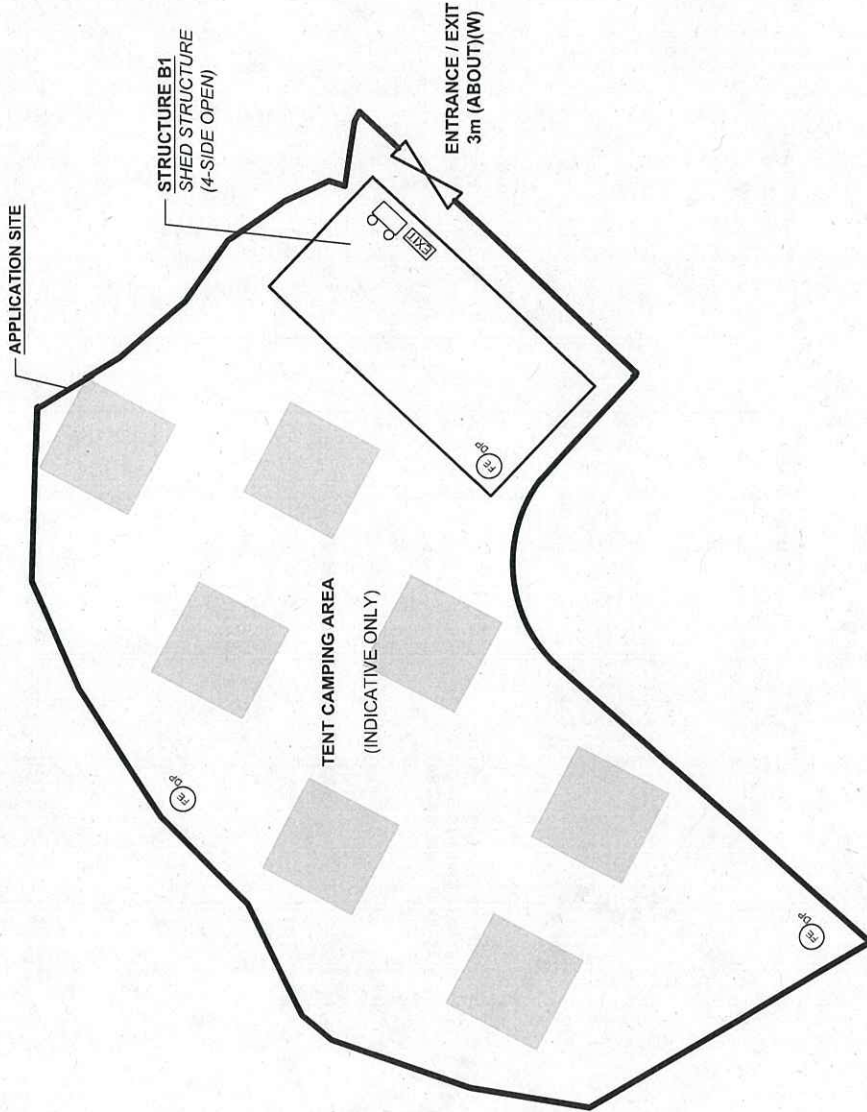 APPLICATION SITE
STRUCTURE B1
SHED STRUCTURE
(4-SIDE OPEN)
ENTRANCE / EXIT
3m (ABOUT)(W)
EXIT
FE DP
TENT CAMPING AREA
(INDICATIVE ONLY)
FE DP
FE DP